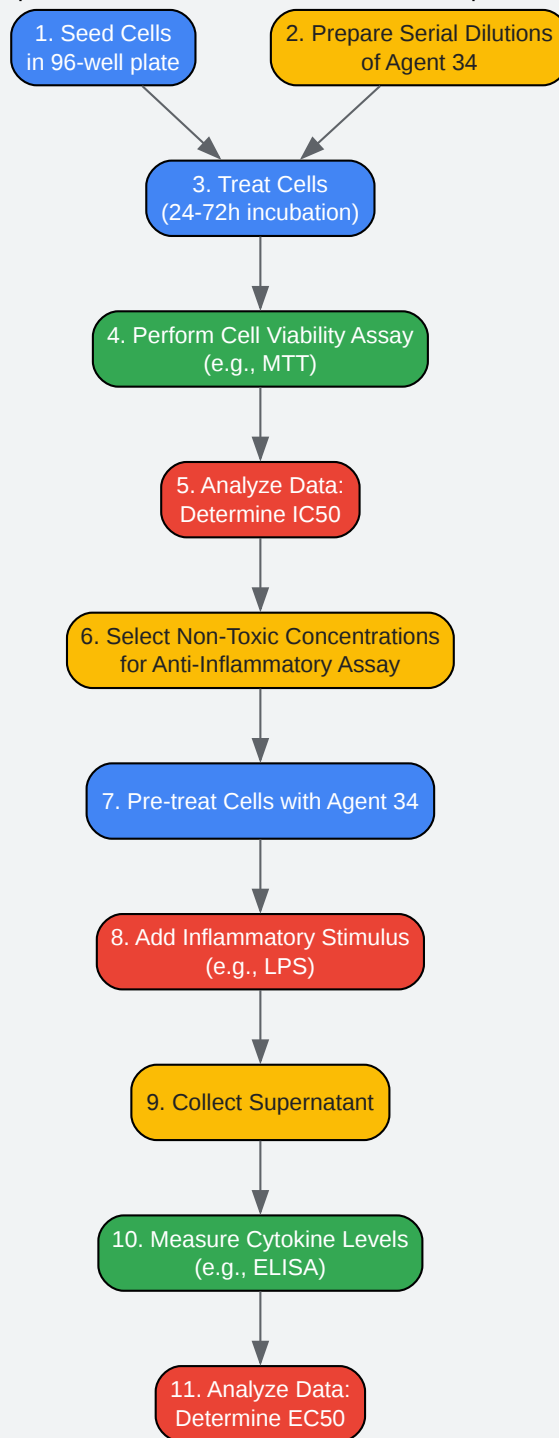 1. Seed Cells
in 96-well plate
2. Prepare Serial Dilutions
of Agent 34
3. Treat Cells
(24-72h incubation)
4. Perform Cell Viability Assay
(e.g., MTT)
5. Analyze Data:
Determine IC50
6. Select Non-Toxic Concentrations
for Anti-Inflammatory Assay
7. Pre-treat Cells with Agent 34
8. Add Inflammatory Stimulus
(e.g., LPS)
9. Collect Supernatant
10. Measure Cytokine Levels
(e.g., ELISA)
11. Analyze Data:
Determine EC50